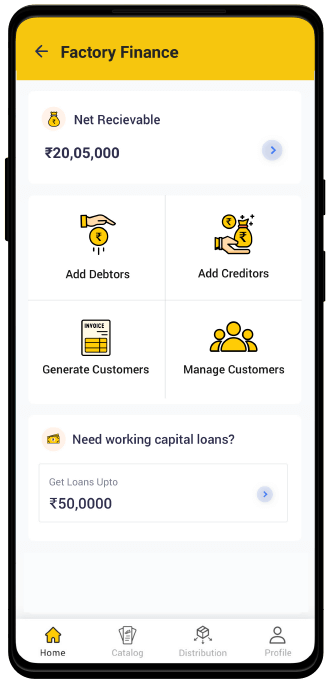 Factory Finance
Net Recievable
₹20,05,000
Add Debtors
Add Creditors
INVOICE
Generate Customers
Manage Customers
Need working capital loans?
Get Loans Upto
₹50,0000
Home
Catalog
Distribution
Profile